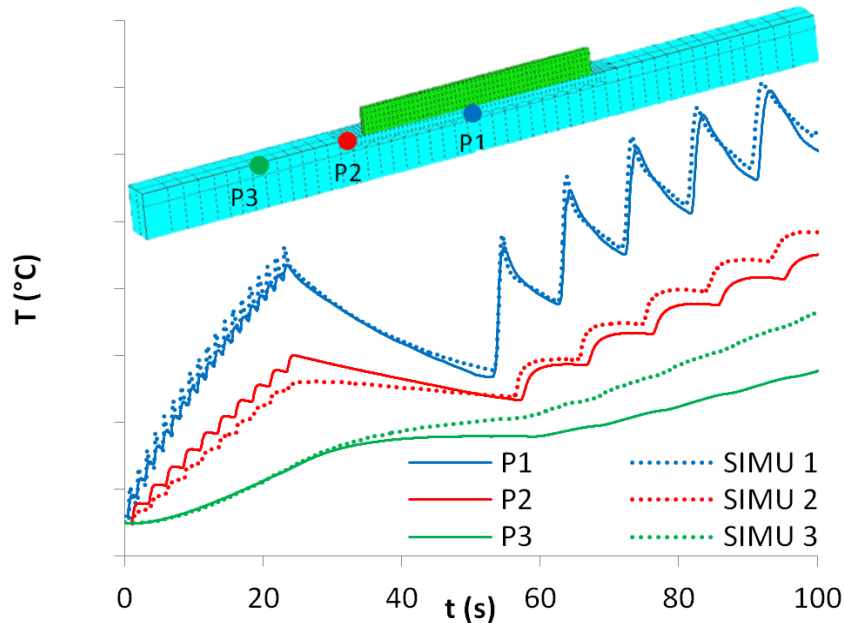 P1
P2
P3
T (°C)
P1 SIMU 1
P2 SIMU 2
P3 SIMU 3
0 20 40 60 80 100
t (s)